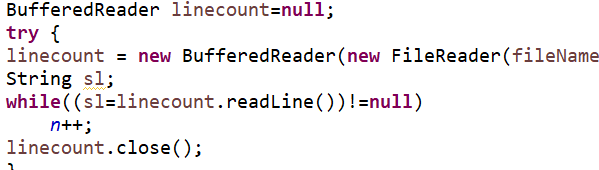 BufferedReader linecount=null;
try {
linecount = new BufferedReader(new FileReader(fileName
String sl;
while((sl=linecount.readLine())!=null)
    n++;
linecount.close();
}